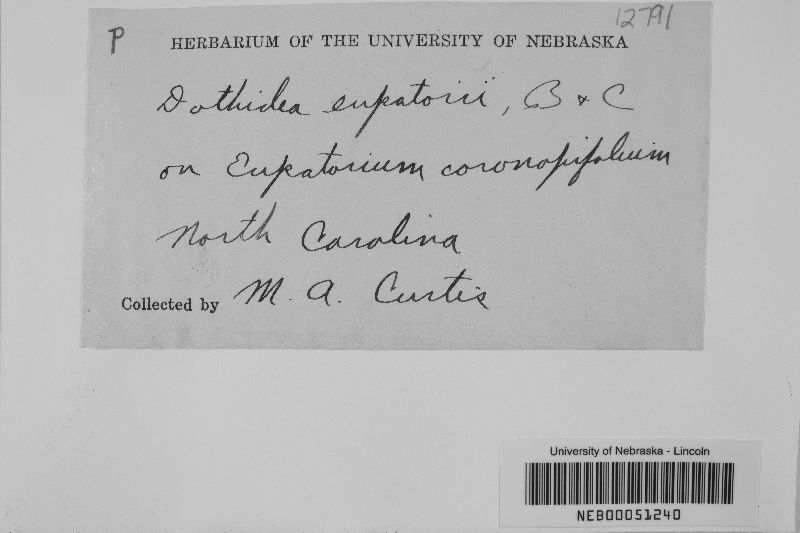 12791
P
HERBARIUM OF THE UNIVERSITY OF NEBRASKA
Dothidea eupatorii, B & C
on Eupatorium coronopifolium
North Carolina
Collected by M. A. Curtis
University of Nebraska - Lincoln
NEB00051240